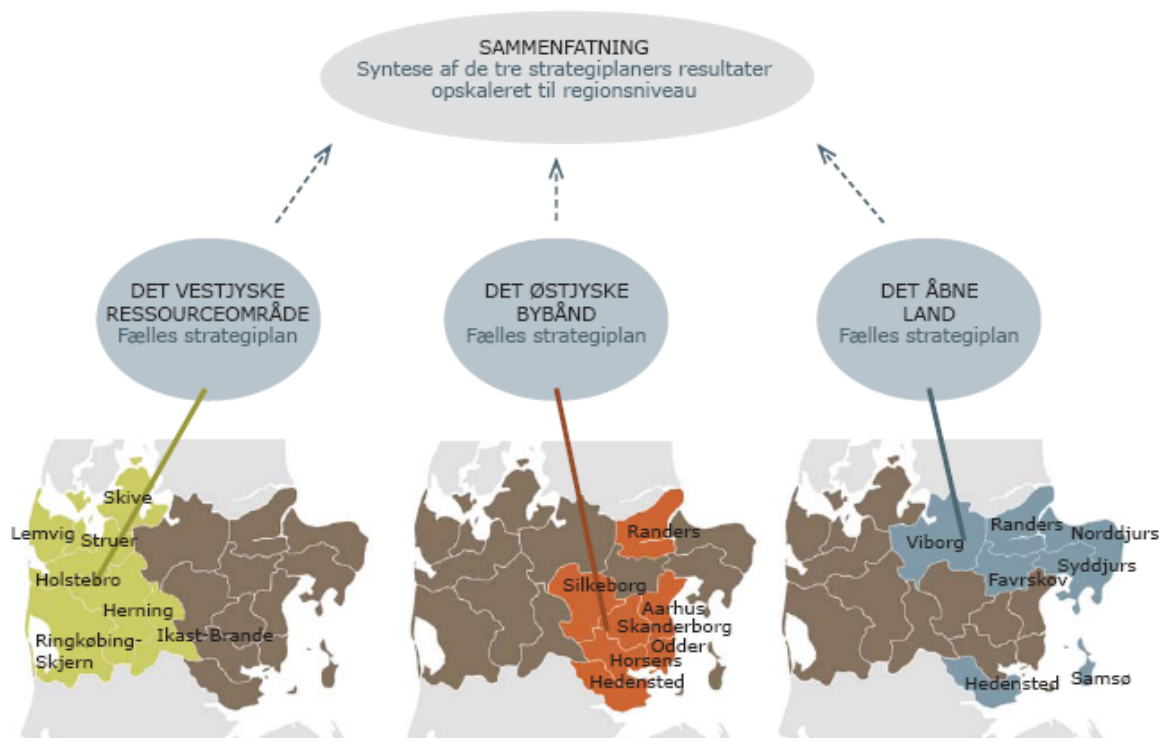 SAMMENFATNING
Syntese af de tre strategiplaners resultater
opskaleret til regionsniveau
DET VESTJYSKE
RESSOURCEOMRÅDE
Fælles strategiplan
DET ØSTJYSKE
BYBÅND
Fælles strategiplan
DET ÅBNE
LAND
Fælles strategiplan
Skive
Lemvig
Struer
Holstebro
Herning
Ikast-Brande
Ringkøbing-
Skjern
Randers
Silkeborg
Aarhus
Skanderborg
Odder
Horsens
Hedensted
Randers
Norddjurs
Viborg
Syddjurs
Favrskov
Hedensted
Samsø